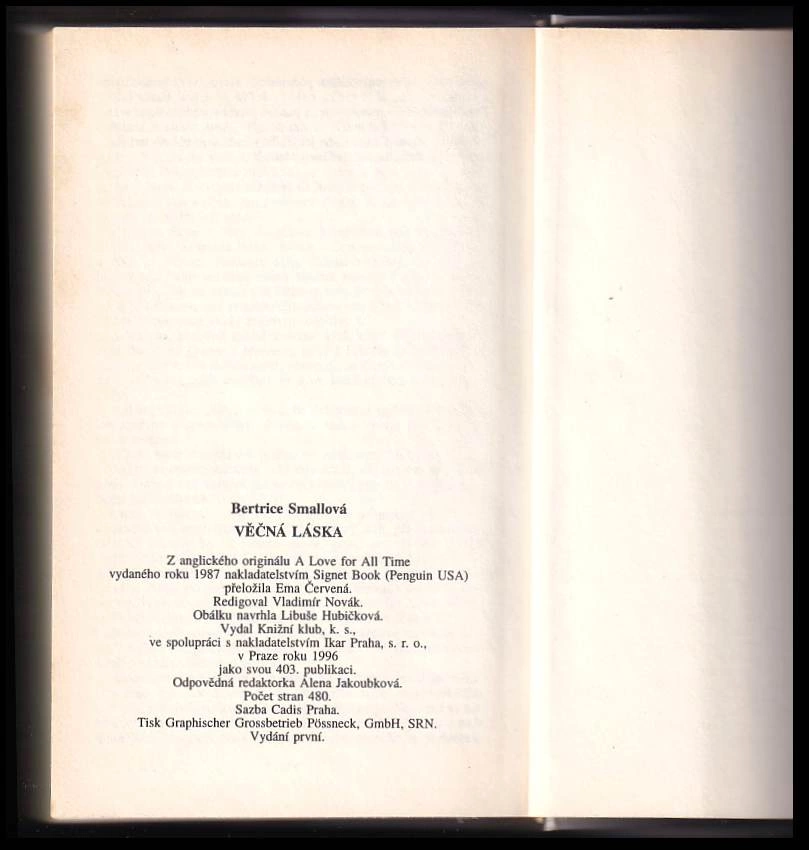 Bertrice Smallová
VĚČNÁ LÁSKA
Z anglického originálu A Love for All Time
vydaného roku 1987 nakladatelstvím Signet Book (Penguin USA)
přeložila Ema Červená.
Redigoval Vladimír Novák.
Obálku navrhla Libuše Hubičková.
Vydal Knižní klub, k. s.,
ve spolupráci s nakladatelstvím Ikar Praha, s. r. o.,
v Praze roku 1996
jako svou 403. publikaci.
Odpovědná redaktorka Alena Jakoubková.
Počet stran 480.
Sazba Cadis Praha.
Tisk Graphischer Grossbetrieb Pössneck, GmbH, SRN.
Vydání první.